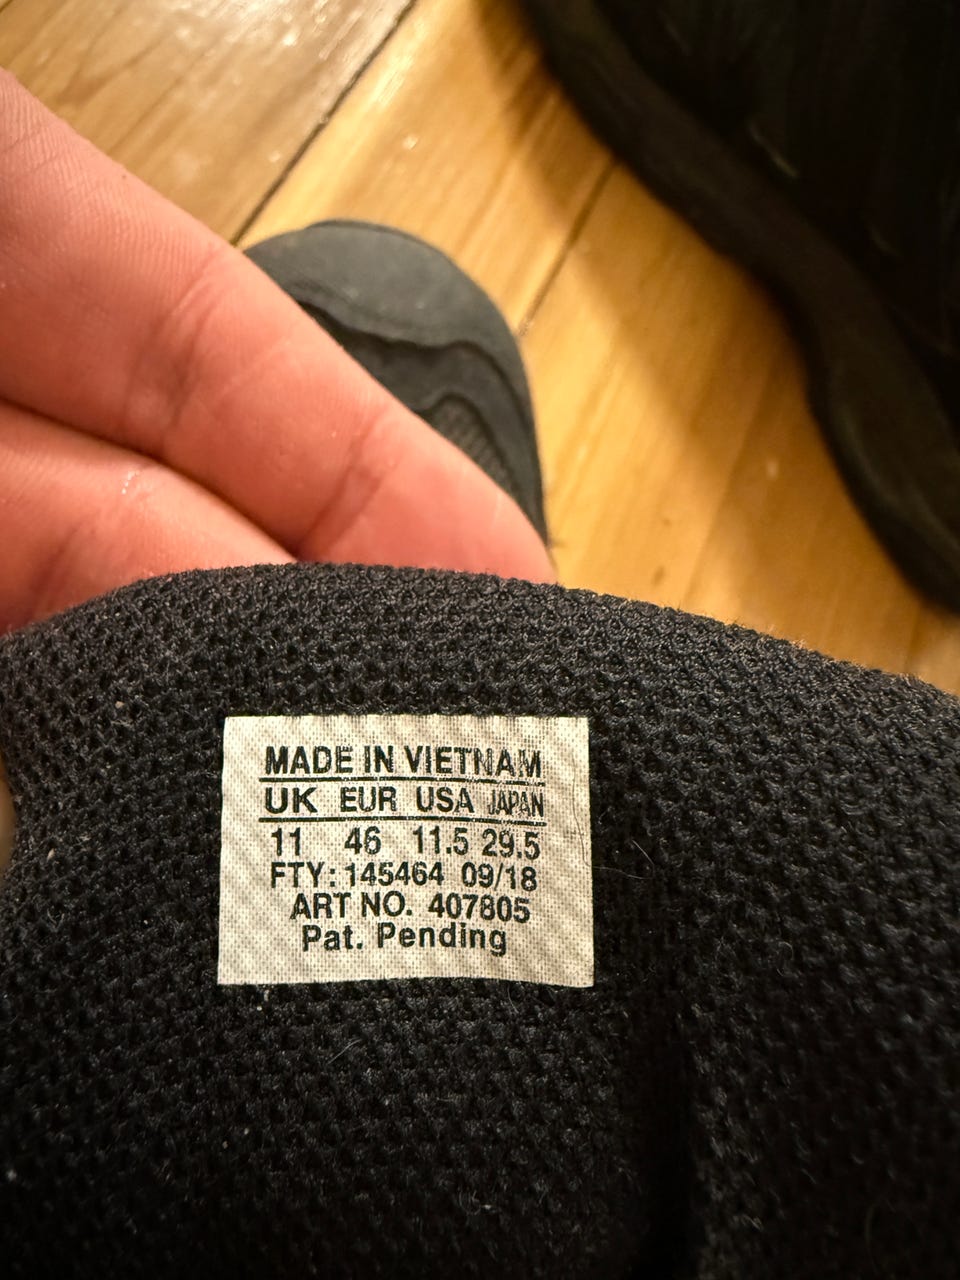 MADE IN VIETNAM
UK EUR USA JAPAN
11 46 11.5 29.5
FTY: 145464 09/18
ART NO. 407805
Pat. Pending